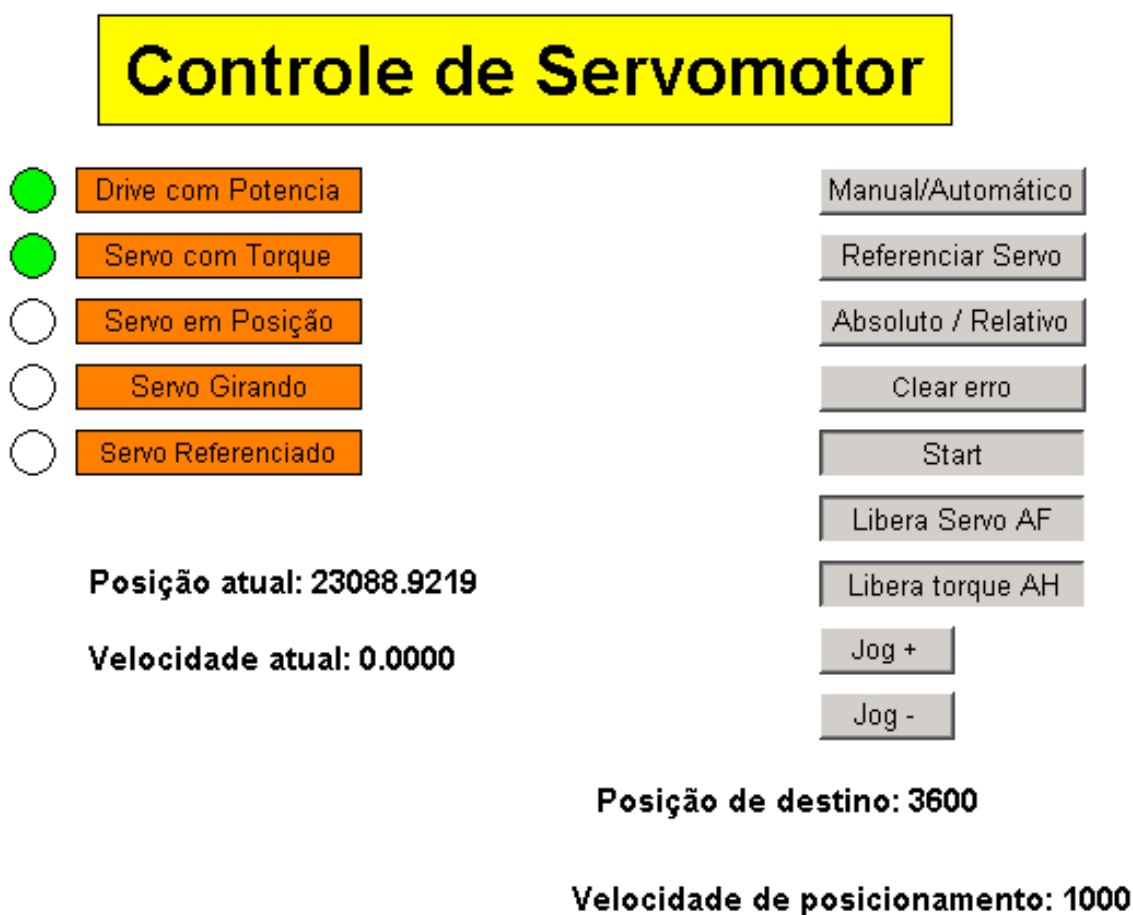 Controle de Servomotor
Drive com Potencia
Servo com Torque
Servo em Posição
Servo Girando
Servo Referenciado
Posição atual: 23088.9219
Velocidade atual: 0.0000
Manual/Automático
Referenciar Servo
Absoluto / Relativo
Clear erro
Start
Libera Servo AF
Libera torque AH
Jog +
Jog -
Posição de destino: 3600
Velocidade de posicionamento: 1000